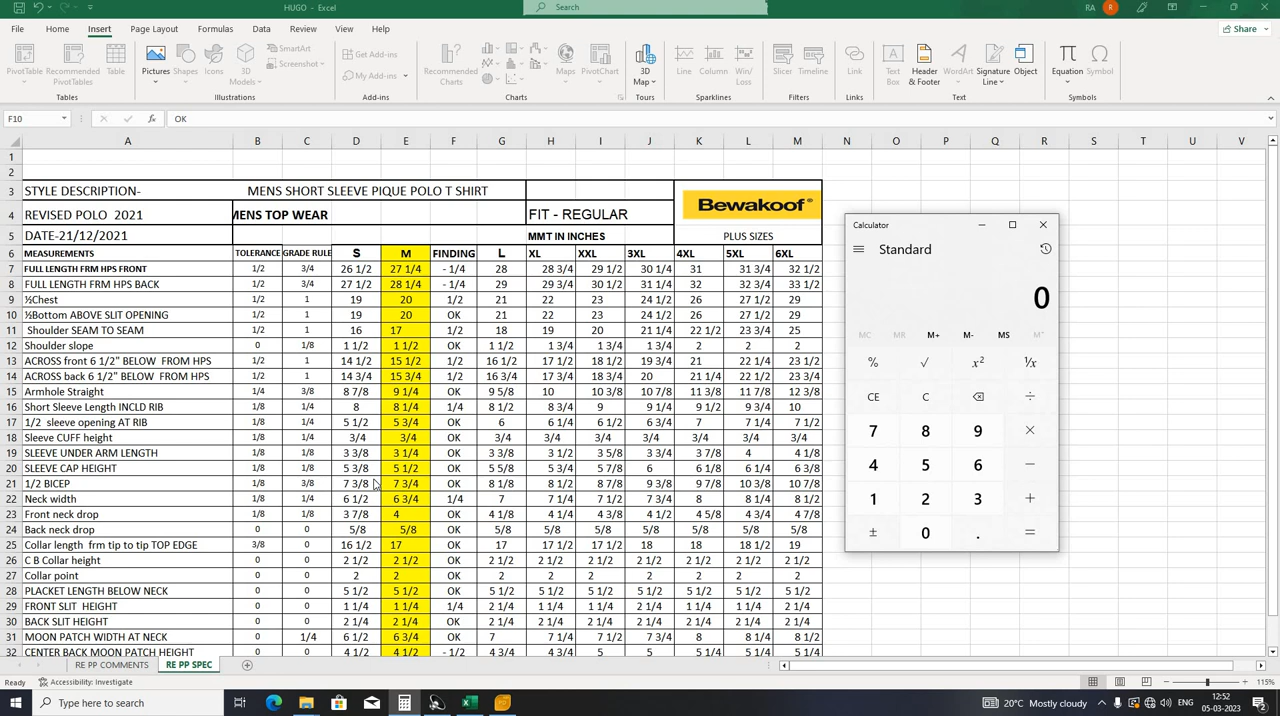 HUGO - Excel
Search
RA R
File Home Insert Page Layout Formulas Data Review View Help Share
PivotTable Recommended PivotTables Table Pictures Shapes Icons 3D Models SmartArt Screenshot Get Add-ins My Add-ins Recommended Charts Maps PivotChart 3D Map Line Column Win/Loss Slicer Timeline Link Text Box Header & Footer WordArt Signature Line Object Equation Symbol
Tables Illustrations Add-ins Charts Tours Sparklines Filters Links Text Symbols
F10 OK
A B C D E F G H I J K L M N O P Q R S T U V
1
2
3 STYLE DESCRIPTION- MENS SHORT SLEEVE PIQUE POLO T SHIRT Bewakoof®
4 REVISED POLO 2021 MENS TOP WEAR FIT - REGULAR
5 DATE-21/12/2021 MMT IN INCHES PLUS SIZES
6 MEASUREMENTS TOLERANCE GRADE RULE S M FINDING L XL XXL 3XL 4XL 5XL 6XL
7 FULL LENGTH FRM HPS FRONT 1/2 3/4 26 1/2 27 1/4 - 1/4 28 28 3/4 29 1/2 30 1/4 31 31 3/4 32 1/2
8 FULL LENGTH FRM HPS BACK 1/2 3/4 27 1/2 28 1/4 - 1/4 29 29 3/4 30 1/2 31 1/4 32 32 3/4 33 1/2
9 ½Chest 1/2 1 19 20 1/2 21 22 23 24 1/2 26 27 1/2 29
10 ½Bottom ABOVE SLIT OPENING 1/2 1 19 20 OK 21 22 23 24 1/2 26 27 1/2 29
11 Shoulder SEAM TO SEAM 1/2 1 16 17 1/2 18 19 20 21 1/4 22 1/2 23 3/4 25
12 Shoulder slope 0 1/8 1 1/2 1 1/2 OK 1 1/2 1 3/4 1 3/4 1 3/4 2 2 2
13 ACROSS front 6 1/2" BELOW FROM HPS 1/2 1 14 1/2 15 1/2 1/2 16 1/2 17 1/2 18 1/2 19 3/4 21 22 1/4 23 1/2
14 ACROSS back 6 1/2" BELOW FROM HPS 1/2 1 14 3/4 15 3/4 1/2 16 3/4 17 3/4 18 3/4 20 21 1/4 22 1/2 23 3/4
15 Armhole Straight 1/4 3/8 8 7/8 9 1/4 OK 9 5/8 10 10 3/8 10 7/8 11 3/8 11 7/8 12 3/8
16 Short Sleeve Length INCLD RIB 1/8 1/4 8 8 1/4 1/4 8 1/2 8 3/4 9 9 1/4 9 1/2 9 3/4 10
17 1/2 sleeve opening AT RIB 1/8 1/4 5 1/2 5 3/4 OK 6 6 1/4 6 1/2 6 3/4 7 7 1/4 7 1/2
18 Sleeve CUFF height 1/8 1/4 3/4 3/4 OK 3/4 3/4 3/4 3/4 3/4 3/4 3/4
19 SLEEVE UNDER ARM LENGTH 1/8 1/8 3 3/8 3 1/4 OK 3 3/8 3 1/2 3 5/8 3 3/4 3 7/8 4 4 1/8
20 SLEEVE CAP HEIGHT 1/8 1/8 5 3/8 5 1/2 OK 5 5/8 5 3/4 5 7/8 6 6 1/8 6 1/4 6 3/8
21 1/2 BICEP 1/8 3/8 7 3/8 7 3/4 OK 8 1/8 8 1/2 8 7/8 9 3/8 9 7/8 10 3/8 10 7/8
22 Neck width 1/8 1/4 6 1/2 6 3/4 1/4 7 7 1/4 7 1/2 7 3/4 8 8 1/4 8 1/2
23 Front neck drop 1/8 1/8 3 7/8 4 OK 4 1/8 4 1/4 4 3/8 4 1/2 4 5/8 4 3/4 4 7/8
24 Back neck drop 0 0 5/8 5/8 OK 5/8 5/8 5/8 5/8 5/8 5/8 5/8
25 Collar length frm tip to tip TOP EDGE 3/8 0 16 1/2 17 OK 17 17 1/2 17 1/2 18 18 18 1/2 19
26 C B Collar height 0 0 2 1/2 2 1/2 OK 2 1/2 2 1/2 2 1/2 2 1/2 2 1/2 2 1/2 2 1/2
27 Collar point 0 0 2 2 OK 2 2 2 2 2 2 2
28 PLACKET LENGTH BELOW NECK 0 0 5 1/2 5 1/2 OK 5 1/2 5 1/2 5 1/2 5 1/2 5 1/2 5 1/2 5 1/2
29 FRONT SLIT HEIGHT 0 0 1 1/4 1 1/4 1/4 1 1/4 2 1/4 2 1/4 2 1/4 2 1/4 2 1/4 2 1/4
30 BACK SLIT HEIGHT 0 0 2 1/4 2 1/4 OK 2 1/4 2 1/4 2 1/4 2 1/4 2 1/4 2 1/4 2 1/4
31 MOON PATCH WIDTH AT NECK 0 1/4 6 1/2 6 3/4 OK 7 7 1/4 7 1/2 7 3/4 8 8 1/4 8 1/2
32 CENTER BACK MOON PATCH HEIGHT 0 0 4 1/2 4 1/2 - 1/2 4 3/4 5 5 5 1/4 5 1/4 5 1/2 5 1/2
RE PP COMMENTS RE PP SPEC
Ready Accessibility: Investigate 115%
Calculator
Standard
0
MC MR M+ M- MS M˅
% √ x² ¹/x
CE C ⌫ ÷
7 8 9 ×
4 5 6 −
1 2 3 +
± 0 . =
Type here to search
20°C Mostly cloudy
12:52
05-03-2023
2